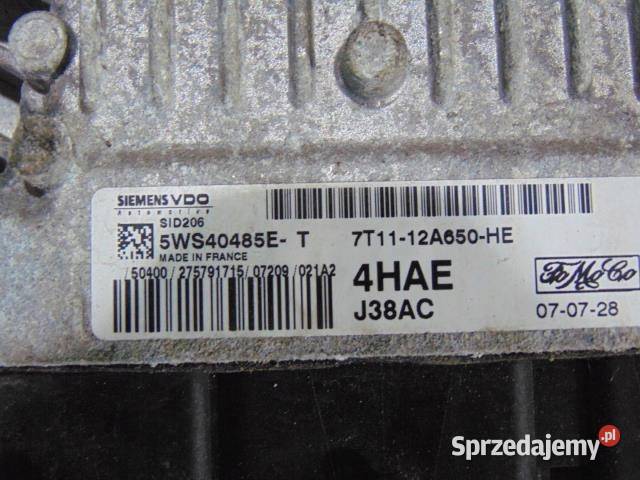 SIEMENS VDO
Automotive
SID206
5WS40485E- T 7T11-12A650-HE
MADE IN FRANCE
/50400/275791715/07209/021A2
4HAE
J38AC
FoMoCo
07-07-28
Sprzedajemy.pl